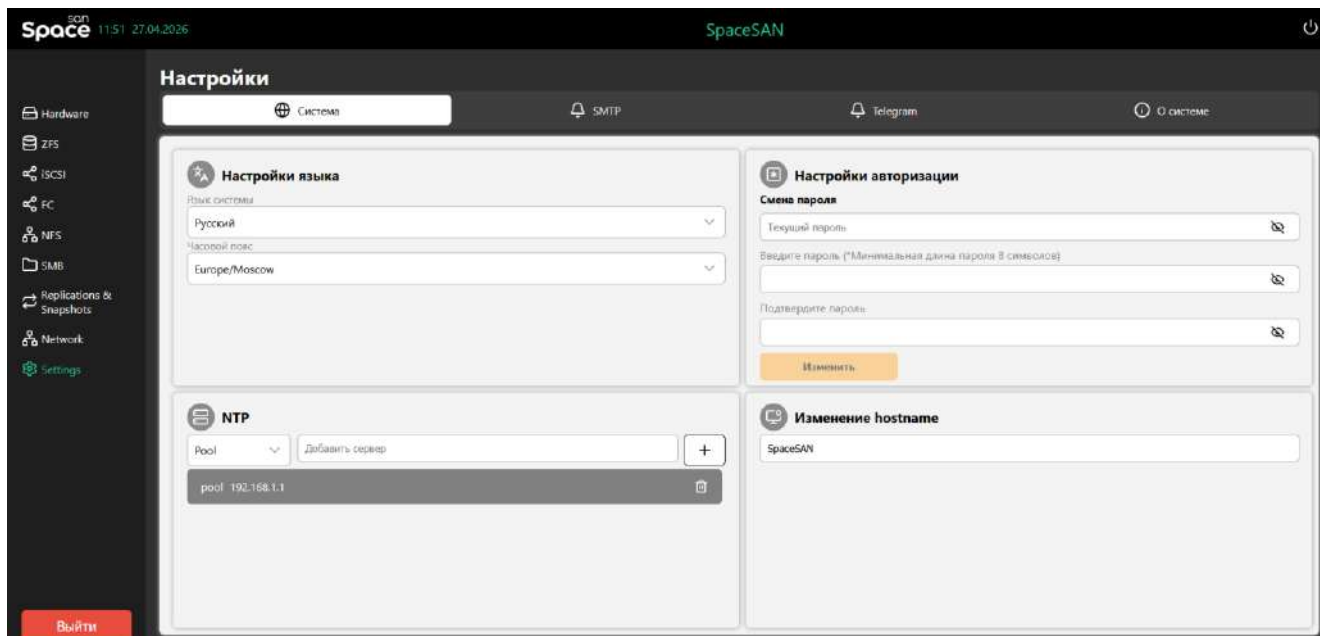 Space san 11:51 27.04.2026
SpaceSAN
Настройки
Система
SMTP
Telegram
О системе
Hardware
ZFS
iSCSI
FC
NFS
SMB
Replications &
Snapshots
Network
Settings
Выйти
Настройки языка
Язык системы
Русский
Часовой пояс
Europe/Moscow
Настройки авторизации
Смена пароля
Текущий пароль
Введите пароль (*Минимальная длина пароля 8 символов)
Подтвердите пароль
Изменить
NTP
Pool
Добавить сервер
+
pool 192.168.1.1
Изменение hostname
SpaceSAN